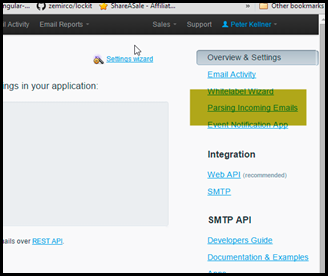 ngular-... zemirco/lockit ShareASale - Affiliat... » Other bookmarks
il Activity Email Reports Sales Support Peter Kellner
Settings wizard
Overview & Settings
Email Activity
Whitelabel Wizard
ngs in your application:
Parsing Incoming Emails
Event Notification App
Integration
Web API (recommended)
SMTP
SMTP API
mails over REST API.
Developers Guide
Documentation & Examples